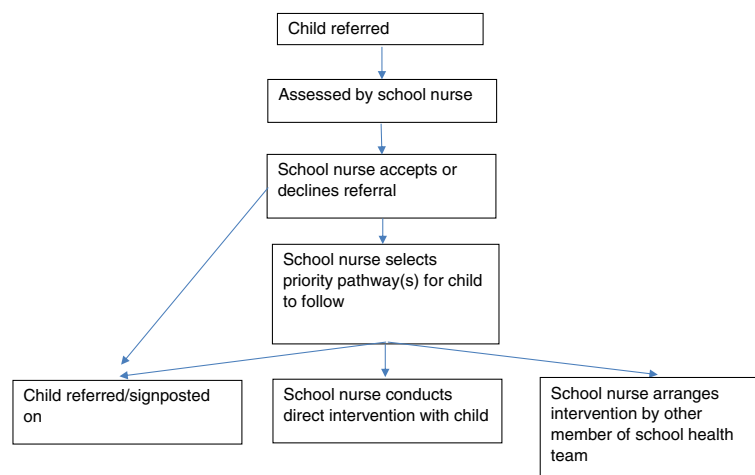 Child referred
Assessed by school nurse
School nurse accepts or
declines referral
School nurse selects
priority pathway(s) for child
to follow
Child referred/signposted
on
School nurse conducts
direct intervention with child
School nurse arranges
intervention by other
member of school health
team